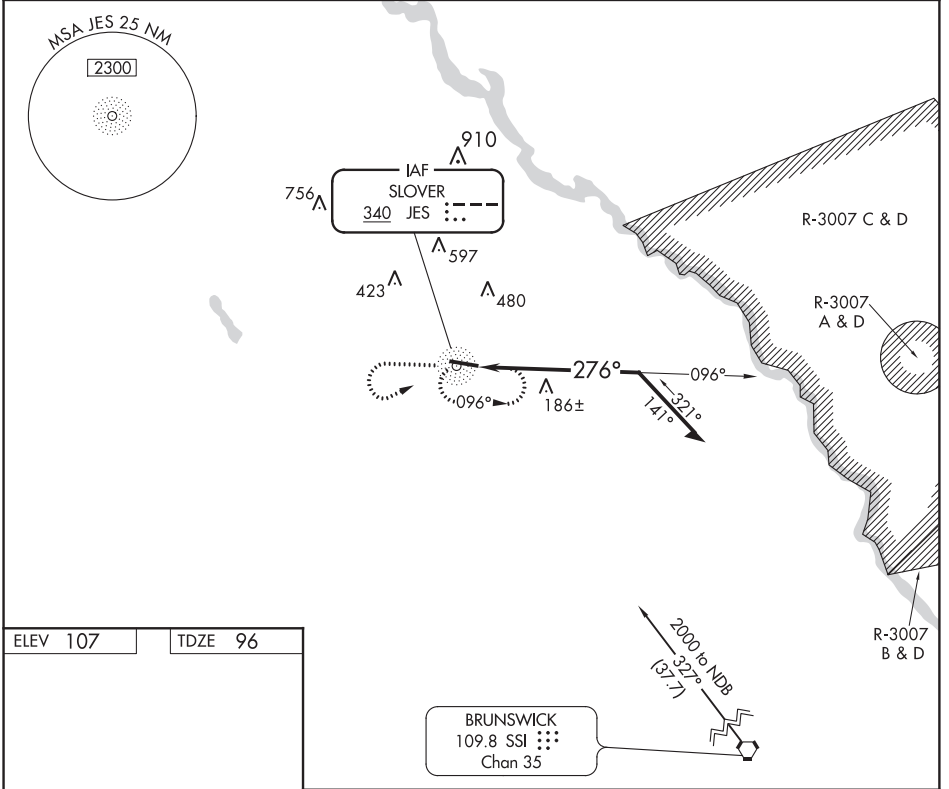 MSA JES 25 NM
2300
910
IAF
SLOVER
340 JES
756
597
423
480
R-3007 C & D
R-3007
A & D
276°
096°
096°
186±
321°
141°
2000 to NDB
327°
(37.7)
R-3007
B & D
ELEV 107
TDZE 96
BRUNSWICK
109.8 SSI
Chan 35